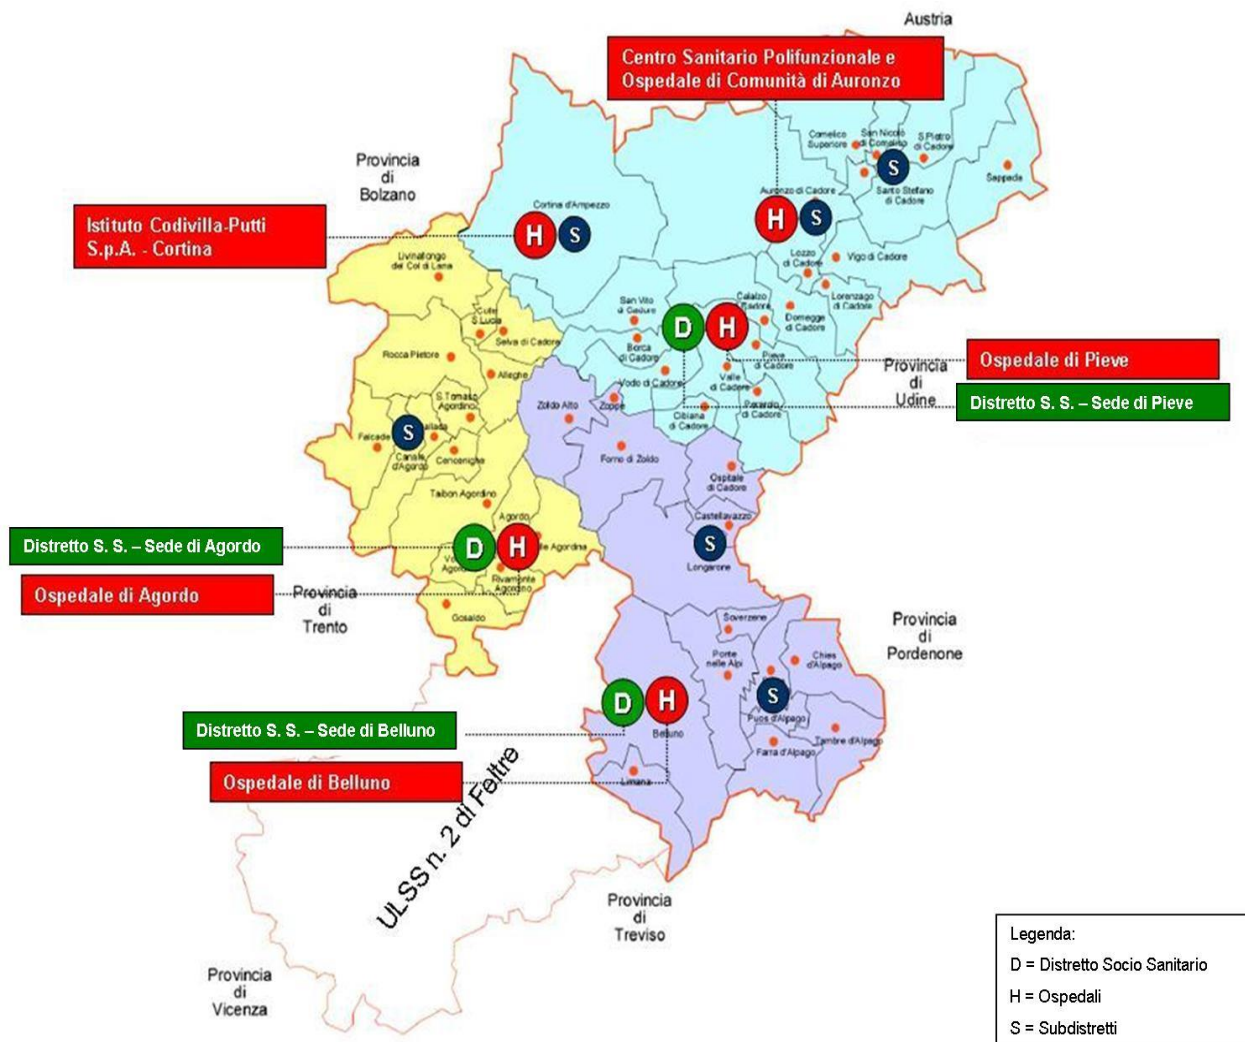 Austria
Centro Sanitario Polifunzionale e
Ospedale di Comunità di Auronzo
Comelico
Superiore
San Nicolò
di Comelico
S.Pietro
di Cadore
S
Santo Stefano
di Cadore
Sappada
Provincia
di
Bolzano
Istituto Codivilla-Putti
S.p.A. - Cortina
Cortina d'Ampezzo
H
S
Auronzo di Cadore
H
S
Livinallongo
del Col di Lana
Lozzo
di Cadore
Vigo di Cadore
Lorenzago
di Cadore
San Vito
di Cadore
D
H
Calalzo
Cadore
Domegge
di Cadore
Colle
S.Lucia
Selva di Cadore
Borca
di Cadore
Pieve
di Cadore
Rocca Pietore
Alleghe
Vodo di Cadore
Valle
di Cadore
Ospedale di Pieve
Provincia
di
Udine
Distretto S. S. – Sede di Pieve
S.Tomaso
Agordino
Zoldo Alto
Zoppè
Cibiana
di Cadore
Perarolo
di Cadore
Falcade
S
allada
Canale
d'Agordo
Cencenighe
Forno di Zoldo
Ospitale
di Cadore
Taibon Agordino
Castellavazzo
S
Longarone
Agordo
Distretto S. S. – Sede di Agordo
D
H
lle Agordina
Vo
Agor
Rivamonte
Agordino
Ospedale di Agordo
Provincia
di
Trento
Gosaldo
Soverzene
Provincia
di
Pordenone
Ponte
nelle Alpi
Chies
d'Alpago
S
Puos d'Alpago
D
H
Belluno
Distretto S. S. – Sede di Belluno
Farra d'Alpago
Tambre d'Alpago
Ospedale di Belluno
Limana
ULSS n. 2 di Feltre
Provincia
di
Treviso
Provincia
di
Vicenza
Legenda:
D = Distretto Socio Sanitario
H = Ospedali
S = Subdistretti